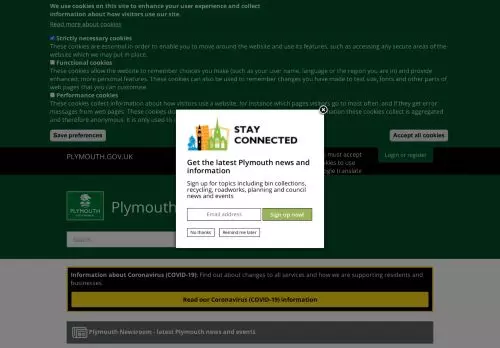 We use cookies on this site to enhance your user experience and collect
information about how visitors use our site.
Read more about cookies
Strictly necessary cookies
These cookies are essential in order to enable you to move around the website and use its features, such as accessing any secure areas of the
website which we may put in place.
Functional cookies
These cookies allow the website to remember choices you make (such as your user name, language or the region you are in) and provide
enhanced, more personal features. These cookies can also be used to remember changes you have made to text size, fonts and other parts of
web pages that you can customise.
Performance cookies
These cookies collect information about how visitors use a website, for instance which pages visitors go to most often, and if they get error
messages from web pages. These cookies do
mation these cookies collect is aggregated
and therefore anonymous. It is only used to
Save preferences
Accept all cookies
PLYMOUTH.GOV.UK
must accept
cookies to use
gle translate
Login or register
PLYMOUTH
CITY COUNCIL
Plymouth
Search
STAY
CONNECTED
Get the latest Plymouth news and
information
Sign up for topics including bin collections,
recycling, roadworks, planning and council
news and events
Email address
Sign up now!
No thanks
Remind me later
Information about Coronavirus (COVID-19): Find out about changes to all services and how we are supporting residents and
businesses.
Read our Coronavirus (COVID-19) information
Plymouth Newsroom - latest Plymouth news and events